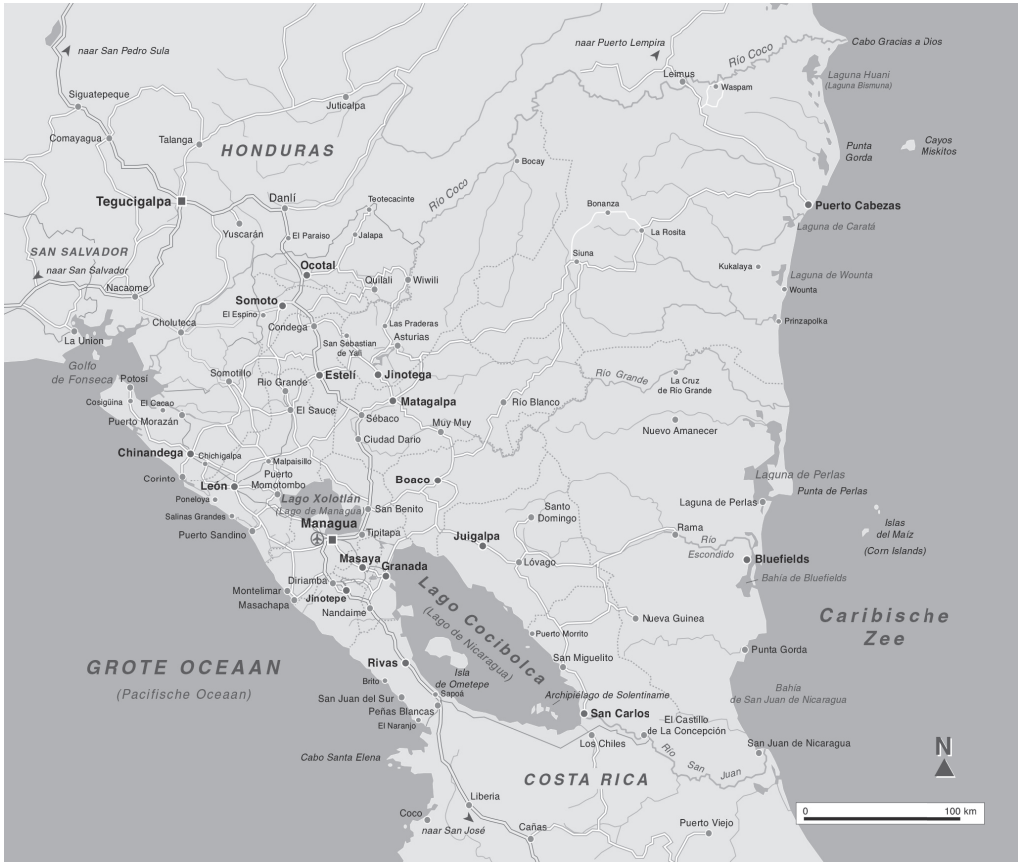 naar San Pedro Sula
naar Puerto Lempira
Río Coco
Cabo Gracias a Dios
Leimus
Waspam
Laguna Huani
(Laguna Bismuna)
Siguatepeque
Juticalpa
Comayagua
Talanga
HONDURAS
Punta
Gorda
Cayos
Miskitos
Bocay
Río Coco
Tegucigalpa
Danlí
Teotecacinte
Bonanza
Puerto Cabezas
Yuscarán
El Paraiso
Jalapa
La Rosita
Laguna de Caratá
SAN SALVADOR
naar San Salvador
Ocotal
Siuna
Kukalaya
Laguna de Wounta
Nacaome
Quilali
Wiwili
Wounta
Somoto
El Espino
Choluteca
Condega
Las Praderas
Asturias
Prinzapolka
La Union
San Sebastian
de Yalí
Golfo
de Fonseca
Potosí
Somotillo
Rio Grande
Estelí
Jinotega
Río Grande
La Cruz
de Río Grande
Cosigüina
El Cacao
Puerto Morazán
El Sauce
Matagalpa
Río Blanco
Sébaco
Muy Muy
Nuevo Amanecer
Ciudad Dario
Chinandega
Chichigalpa
Malpaisillo
Corinto
León
Puerto
Momotombo
Boaco
Laguna de Perlas
Punta de Perlas
Poneloya
Lago Xolotlán
(Lago de Managua)
San Benito
Laguna de Perlas
Salinas Grandes
Managua
Santo
Domingo
Islas
del Maíz
(Corn Islands)
Puerto Sandino
Tipitapa
Juigalpa
Rama
Río
Escondido
Masaya
Granada
Lóvago
Bluefields
Diriamba
Bahía de Bluefields
Montelimar
Jinotepe
Masachapa
Nandaime
Lago Cocibolca
(Lago de Nicaragua)
Nueva Guinea
Caribische
Zee
Puerto Morrito
Punta Gorda
GROTE OCEAAN
(Pacifische Oceaan)
Rivas
San Miguelito
Isla
de Ometepe
Brito
Sapoá
Archipiélago de Solentiname
Bahía
de San Juan de Nicaragua
San Juan del Sur
Peñas Blancas
El Naranjo
San Carlos
El Castillo
de La Concepción
Los Chiles
San Juan de Nicaragua
Río
San
Juan
Cabo Santa Elena
COSTA RICA
N
Liberia
Coco
naar San José
Cañas
Puerto Viejo
0
100 km